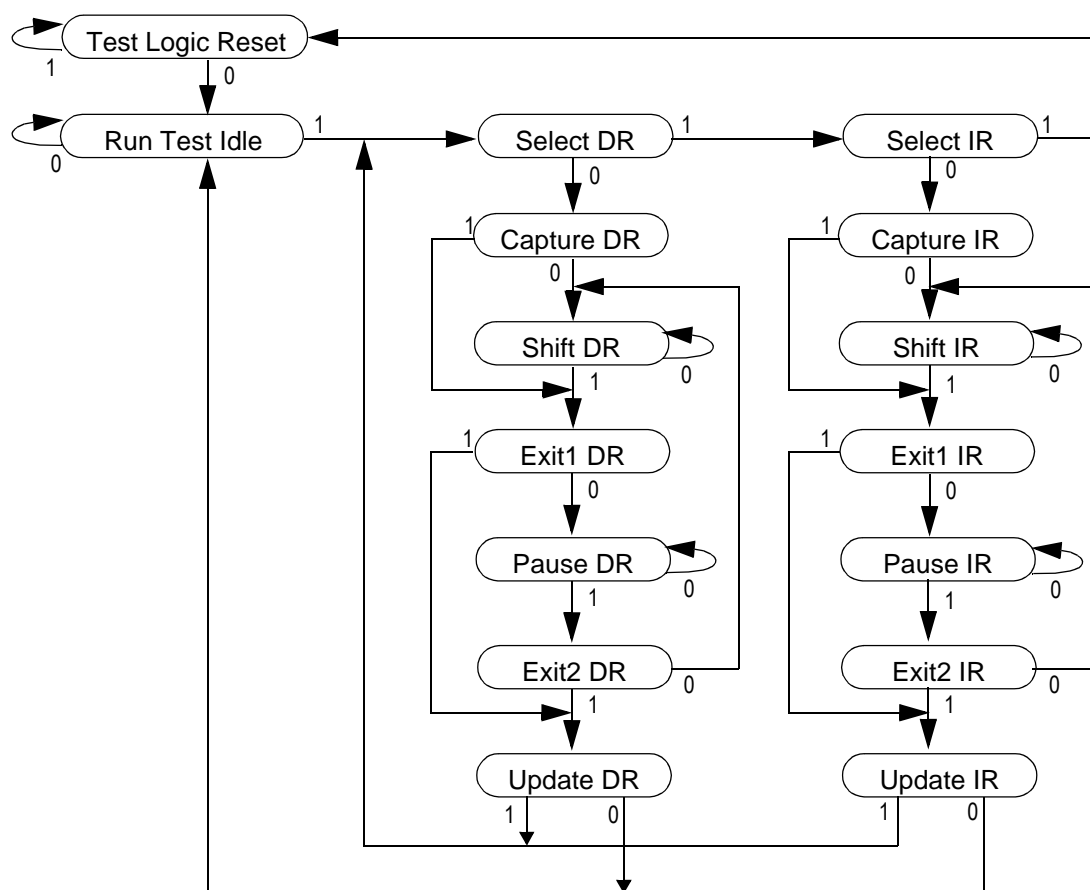 Test Logic Reset
1
0
Run Test Idle
1
0
Select DR
1
0
Select IR
1
0
1
Capture DR
0
1
Capture IR
0
Shift DR
0
1
Shift IR
0
1
1
Exit1 DR
0
1
Exit1 IR
0
Pause DR
0
1
Pause IR
0
1
Exit2 DR
0
1
Exit2 IR
0
1
Update DR
1
0
Update IR
1
0